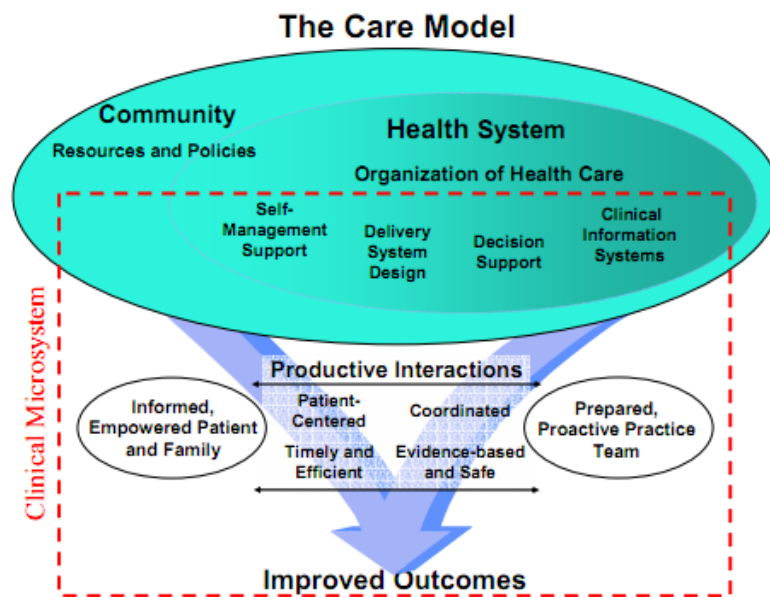 The Care Model
Community
Resources and Policies
Health System
Organization of Health Care
Self-
Management
Support
Delivery
System
Design
Decision
Support
Clinical
Information
Systems
Clinical Microsystem
Productive Interactions
Informed,
Empowered Patient
and Family
Patient-
Centered
Coordinated
Timely and
Efficient
Evidence-based
and Safe
Prepared,
Proactive Practice
Team
Improved Outcomes